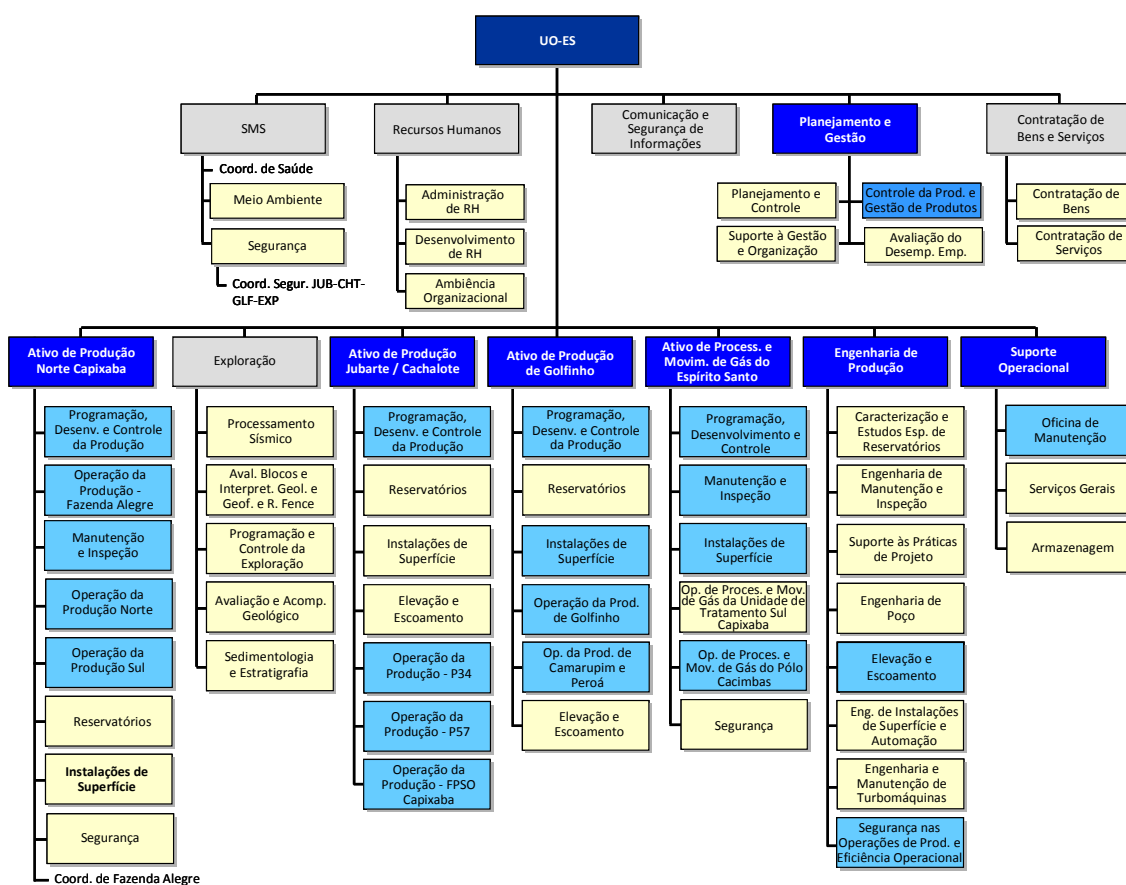 UO-ES
SMS
Recursos Humanos
Comunicação e
Segurança de
Informações
Planejamento e
Gestão
Contratação de
Bens e Serviços
Coord. de Saúde
Meio Ambiente
Segurança
Coord. Segur. JUB-CHT-
GLF-EXP
Administração
de RH
Desenvolvimento
de RH
Ambiência
Organizacional
Planejamento e
Controle
Controle da Prod. e
Gestão de Produtos
Suporte à Gestão
e Organização
Avaliação do
Desemp. Emp.
Contratação de
Bens
Contratação de
Serviços
Ativo de Produção
Norte Capixaba
Programação,
Desenv. e Controle
da Produção
Operação da
Produção -
Fazenda Alegre
Manutenção
e Inspeção
Operação
da Produção Norte
Operação da
Produção Sul
Reservatórios
Instalações de
Superfície
Segurança
Coord. de Fazenda Alegre
Exploração
Processamento
Sísmico
Aval. Blocos e
Interpret. Geol. e
Geof. e R. Fence
Programação e
Controle da
Exploração
Avaliação e Acomp.
Geológico
Sedimentologia
e Estratigrafia
Ativo de Produção
Jubarte / Cachalote
Programação,
Desenv. e Controle
da Produção
Reservatórios
Instalações de
Superfície
Elevação e
Escoamento
Operação da
Produção - P34
Operação da
Produção - P57
Operação da
Produção - FPSO
Capixaba
Ativo de Produção
de Golfinho
Programação,
Desenv. e Controle
da Produção
Reservatórios
Instalações de
Superfície
Operação da Prod.
de Golfinho
Op. da Prod. de
Camarupim e
Peroá
Elevação e
Escoamento
Ativo de Process. e
Movim. de Gás do
Espírito Santo
Programação,
Desenvolvimento e
Controle
Manutenção e
Inspeção
Instalações de
Superfície
Op. de Proces. e Mov.
de Gás da Unidade de
Tratamento Sul
Capixaba
Op. de Proces. e
Mov. de Gás do Pólo
Cacimbas
Segurança
Engenharia de
Produção
Caracterização e
Estudos Esp. de
Reservatórios
Engenharia de
Manutenção e
Inspeção
Suporte às Práticas
de Projeto
Engenharia de
Poço
Elevação e
Escoamento
Eng. de Instalações
de Superfície e
Automação
Engenharia e
Manutenção de
Turbomáquinas
Segurança nas
Operações de Prod. e
Eficiência Operacional
Suporte
Operacional
Oficina de
Manutenção
Serviços Gerais
Armazenagem